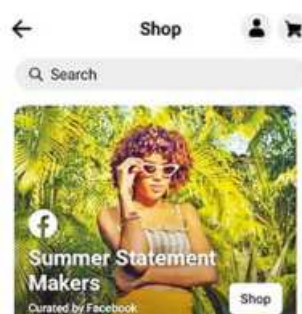 Shop
Search
Summer Statement
Makers
Curated by Facebook
Shop